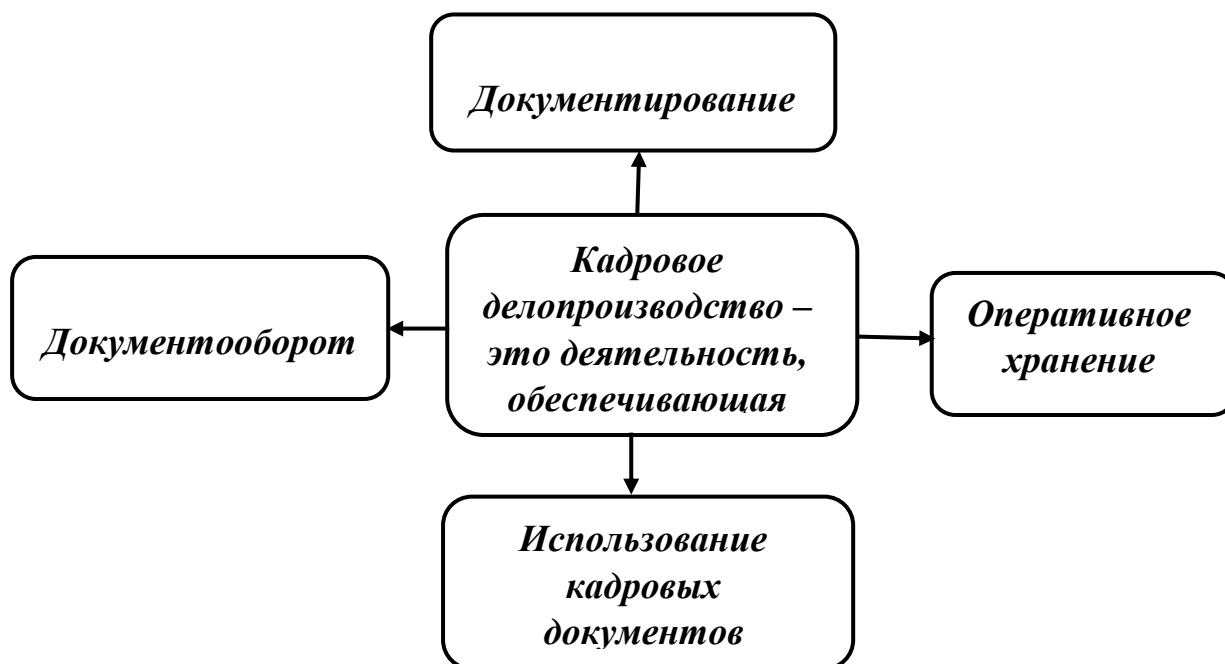 Документирование
Кадровое
делопроизводство –
это деятельность,
обеспечивающая
Документооборот
Оперативное
хранение
Использование
кадровых
документов